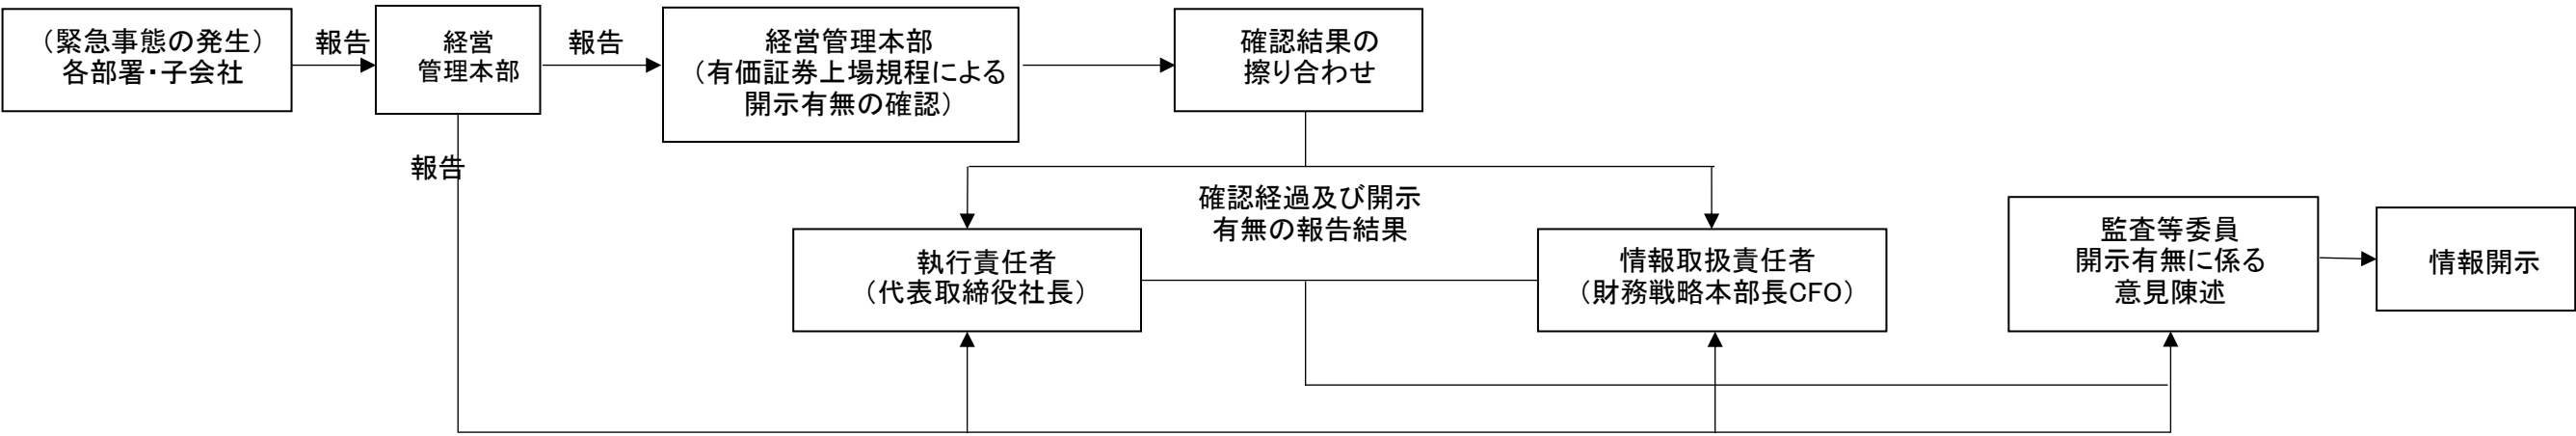 （緊急事態の発生）
各部署・子会社
報告
経営
管理本部
報告
経営管理本部
（有価証券上場規程による
開示有無の確認）
確認結果の
擦り合わせ
報告
確認経過及び開示
有無の報告結果
執行責任者
（代表取締役社長）
情報取扱責任者
（財務戦略本部長CFO）
監査等委員
開示有無に係る
意見陳述
情報開示